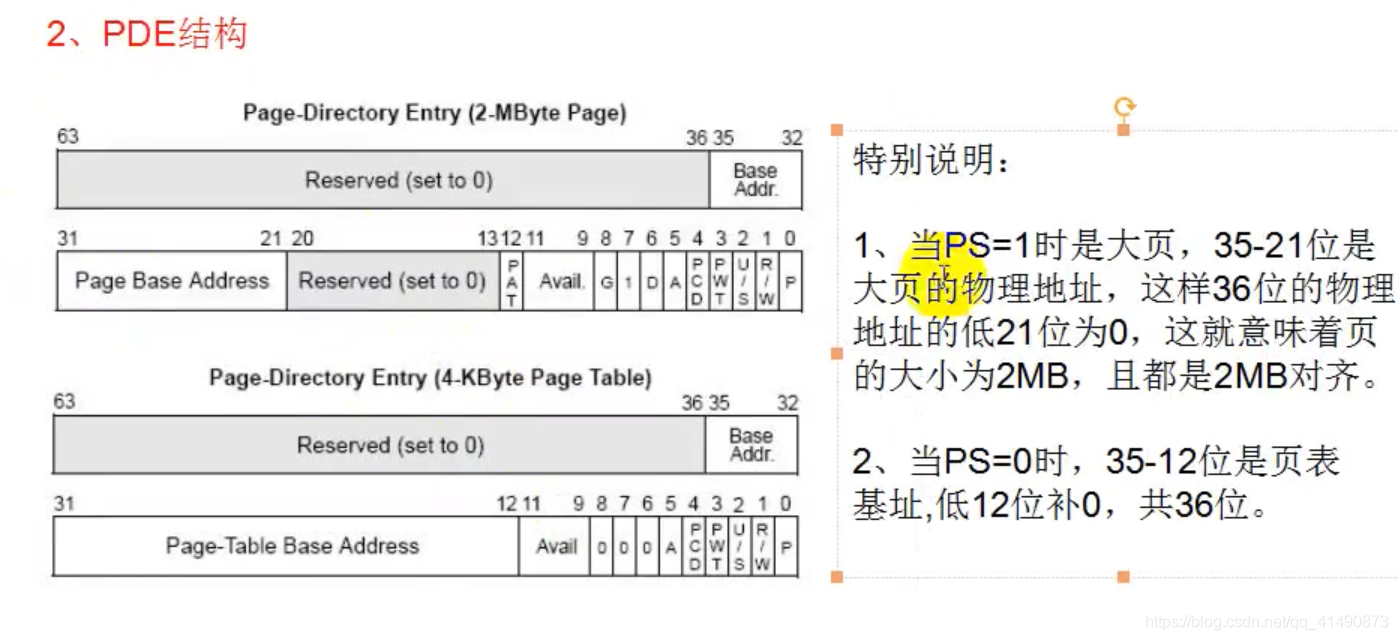 2、PDE结构
Page-Directory Entry (2-MByte Page)
63 36 35 32
Reserved (set to 0) Base Addr.
31 21 20 13 12 11 9 8 7 6 5 4 3 2 1 0
Page Base Address Reserved (set to 0) PAT Avail. G 1 D A PCD PWT U/S R/W P
Page-Directory Entry (4-KByte Page Table)
63 36 35 32
Reserved (set to 0) Base Addr.
31 12 11 9 8 7 6 5 4 3 2 1 0
Page-Table Base Address Avail 0 0 0 A PCD PWT U/S R/W P
特别说明：
1、当PS=1时是大页，35-21位是
大页的物理地址，这样36位的物理
地址的低21位为0，这就意味着页
的大小为2MB，且都是2MB对齐。
2、当PS=0时，35-12位是页表
基址,低12位补0，共36位。
https://blog.csdn.net/qq_41490873